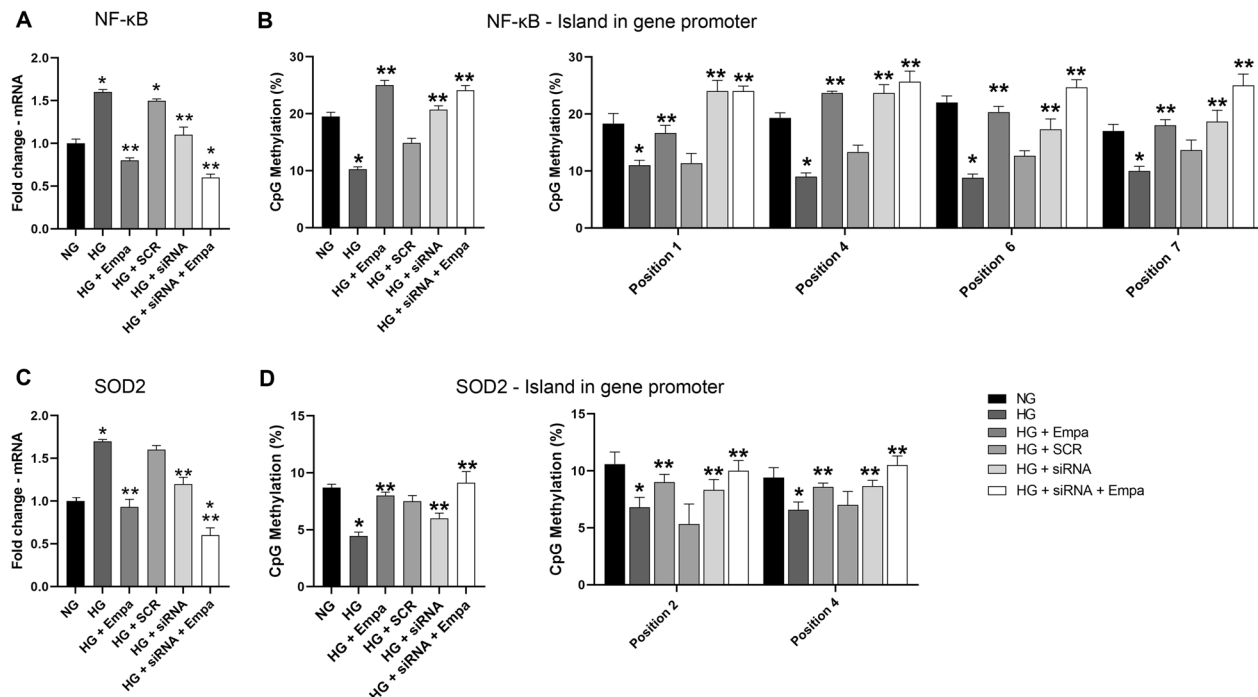 A
NF-κB
Fold change - mRNA
2.0
1.5
1.0
0.5
0.0
*
**
*
**
*
**
NG
HG
HG + Empa
HG + SCR
HG + siRNA
HG + siRNA + Empa
B
NF-κB - Island in gene promoter
CpG Methylation (%)
30
20
10
0
*
**
**
**
NG
HG
HG + Empa
HG + SCR
HG + siRNA
HG + siRNA + Empa
CpG Methylation (%)
30
20
10
0
*
**
**
**
*
**
**
**
*
**
**
**
*
**
**
**
Position 1
Position 4
Position 6
Position 7
C
SOD2
Fold change - mRNA
2.0
1.5
1.0
0.5
0.0
*
**
**
*
**
NG
HG
HG + Empa
HG + SCR
HG + siRNA
HG + siRNA + Empa
D
SOD2 - Island in gene promoter
CpG Methylation (%)
15
10
5
0
*
**
**
**
NG
HG
HG + Empa
HG + SCR
HG + siRNA
HG + siRNA + Empa
CpG Methylation (%)
15
10
5
0
*
**
**
**
*
**
**
**
Position 2
Position 4
NG
HG
HG + Empa
HG + SCR
HG + siRNA
HG + siRNA + Empa